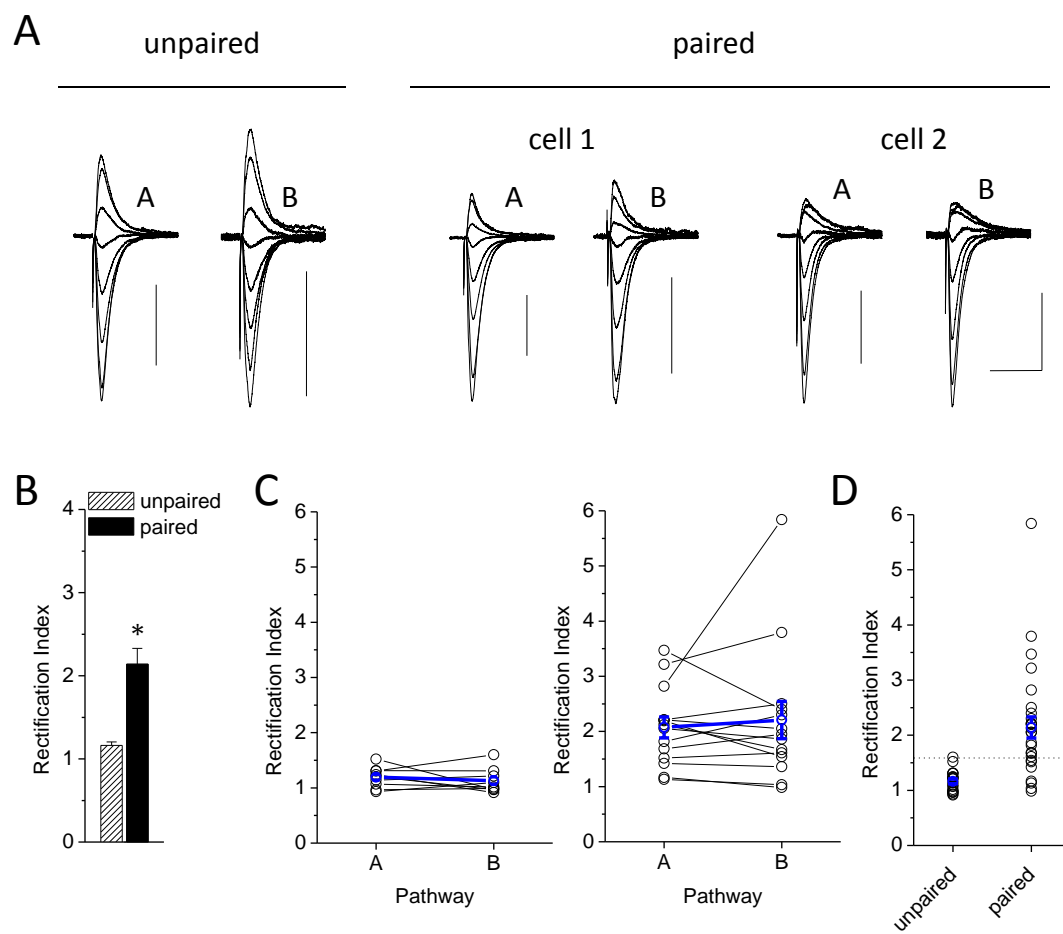 A
unpaired
paired
cell 1
cell 2
A
B
A
B
A
B
B
unpaired
paired
*
4
3
2
1
0
Rectification Index
C
6
5
4
3
2
1
0
Rectification Index
A
B
Pathway
6
5
4
3
2
1
0
Rectification Index
A
B
Pathway
D
6
5
4
3
2
1
0
Rectification Index
unpaired
paired